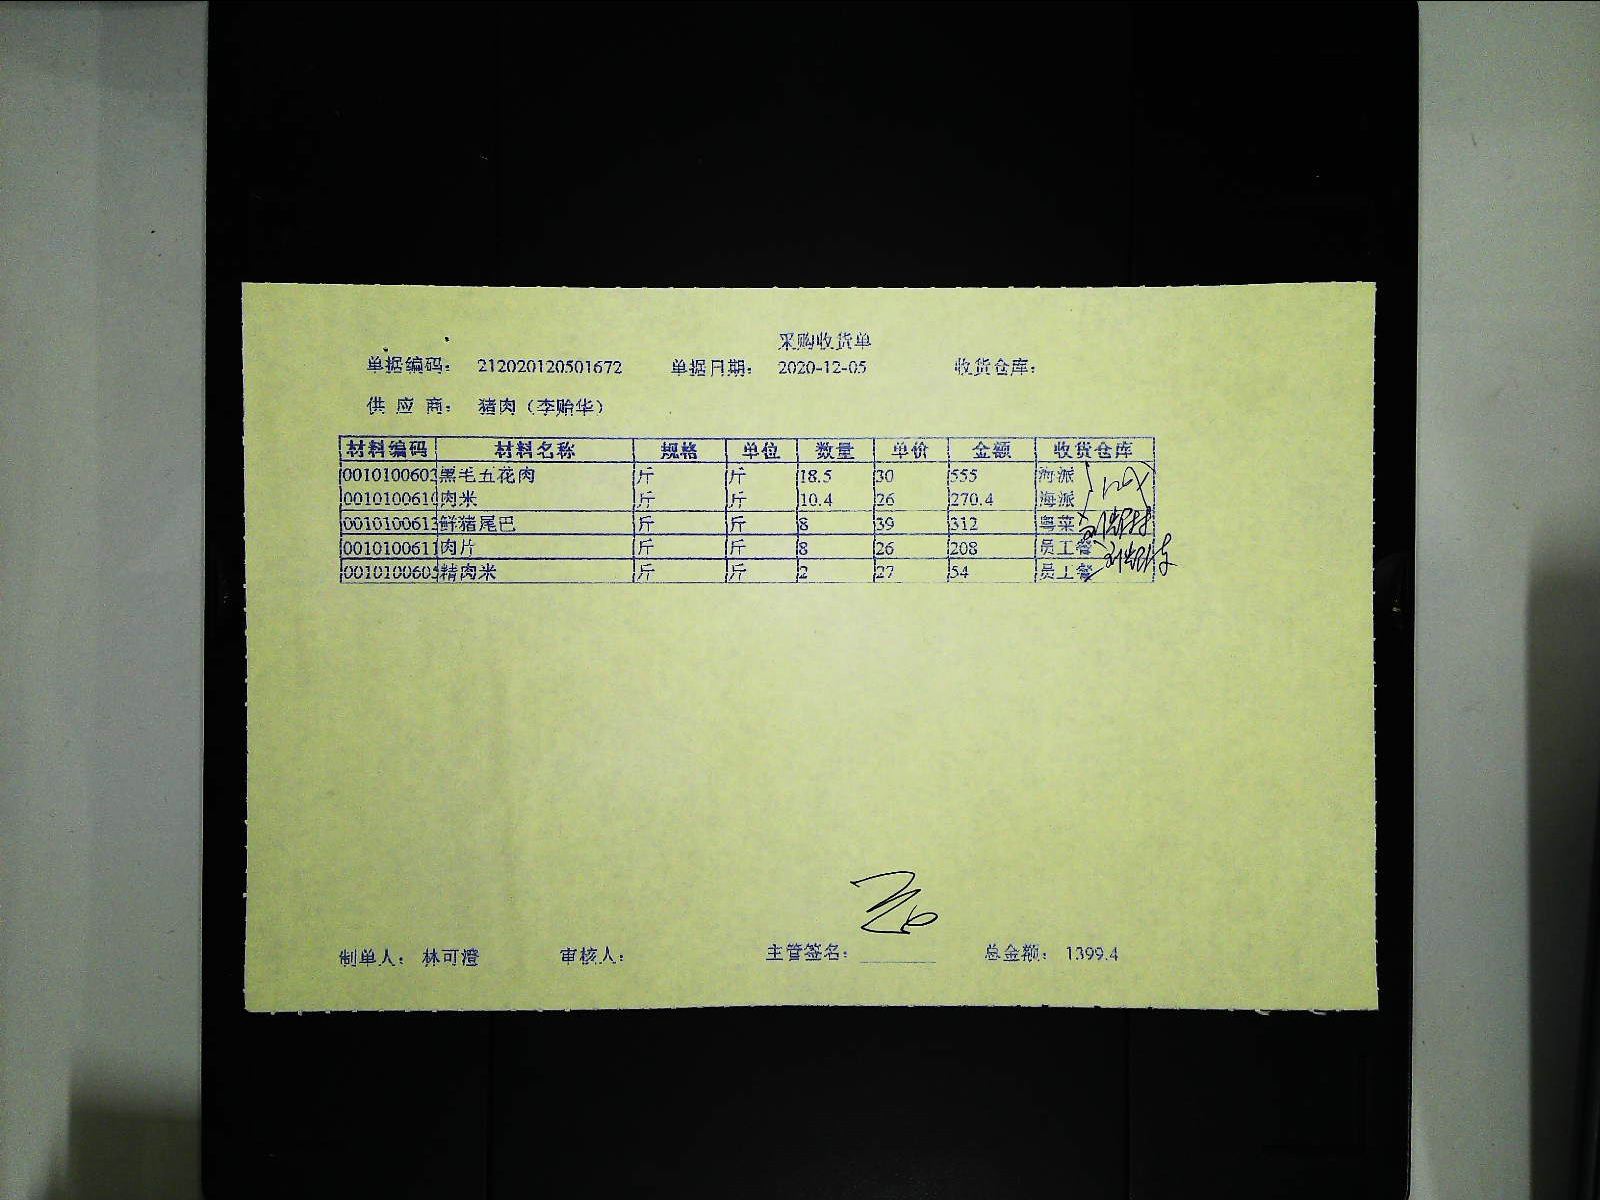 采购收货单
单据编码： 212020120501672 单据日期： 2020-12-05 收货仓库：
供 应 商： 猪肉（李贻华）
材料编码 材料名称 规格 单位 数量 单价 金额 收货仓库
0010100602 黑毛五花肉 斤 斤 18.5 30 555 海派
0010100610 肉米 斤 斤 10.4 26 270.4 海派
0010100613 鲜猪尾巴 斤 斤 8 39 312 粤菜
0010100611 肉片 斤 斤 8 26 208 员工餐
0010100605 精肉米 斤 斤 2 27 54 员工餐
制单人： 林可澄 审核人： 主管签名： 总金额： 1399.4